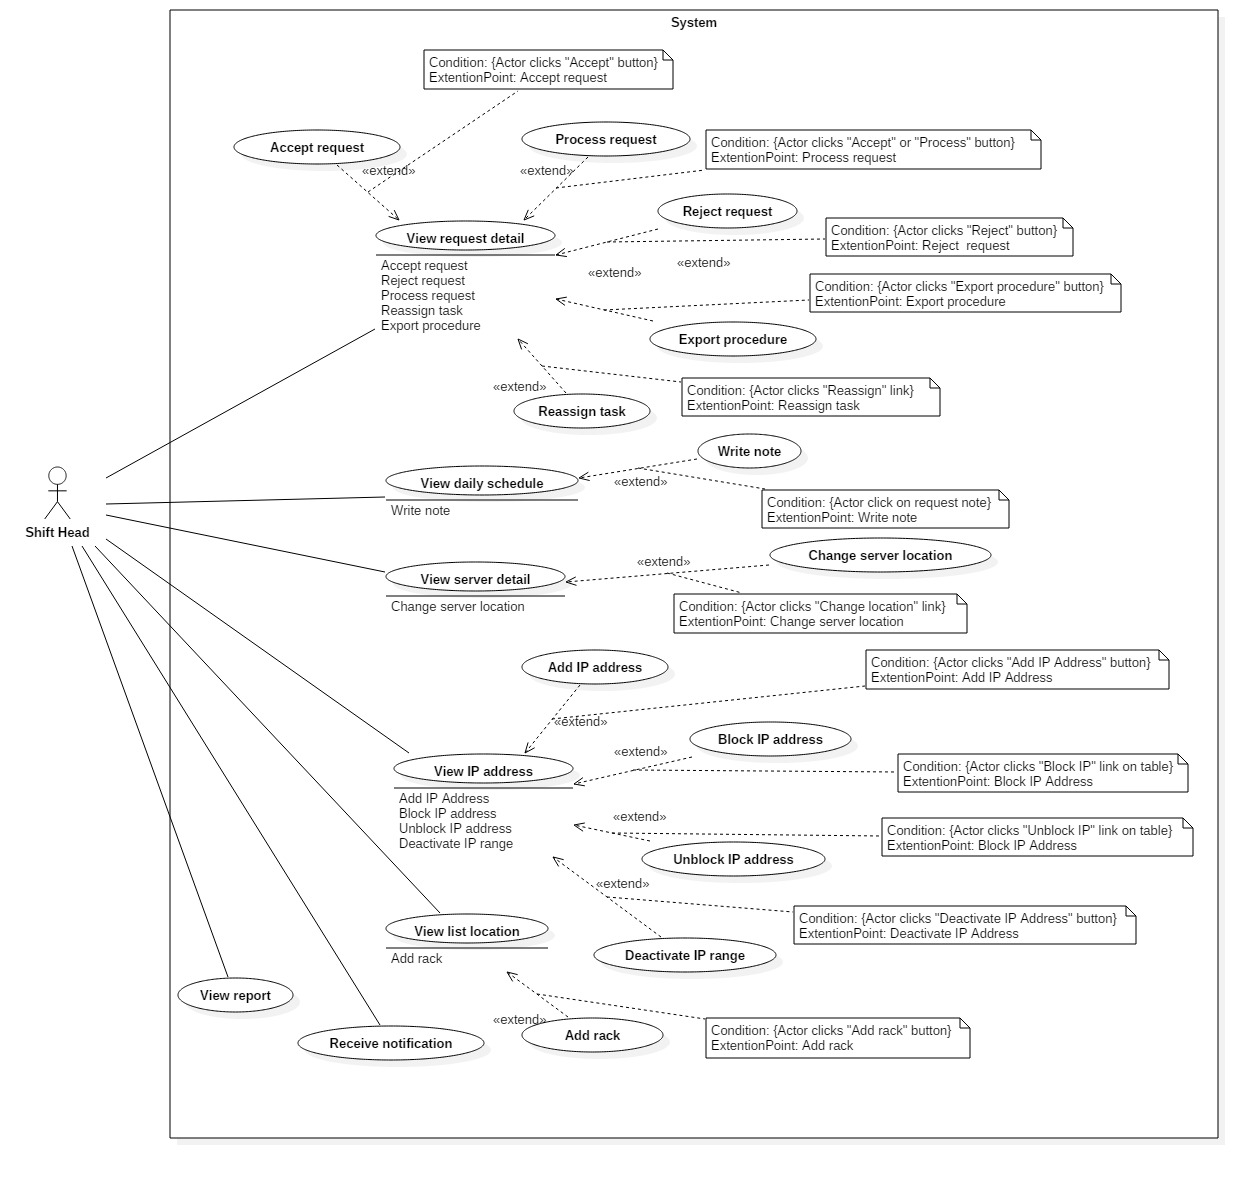 System
Condition: {Actor clicks "Accept" button}
ExtentionPoint: Accept request
Accept request
Process request
Condition: {Actor clicks "Accept" or "Process" button}
ExtentionPoint: Process request
«extend»
«extend»
Reject request
View request detail
Condition: {Actor clicks "Reject" button}
ExtentionPoint: Reject  request
Accept request
Reject request
Process request
Reassign task
Export procedure
«extend»
«extend»
Condition: {Actor clicks "Export procedure" button}
ExtentionPoint: Export procedure
Export procedure
«extend»
Condition: {Actor clicks "Reassign" link}
ExtentionPoint: Reassign task
Reassign task
Write note
View daily schedule
«extend»
Write note
Condition: {Actor click on request note}
ExtentionPoint: Write note
Shift Head
Change server location
«extend»
View server detail
Change server location
Condition: {Actor clicks "Change location" link}
ExtentionPoint: Change server location
Add IP address
Condition: {Actor clicks "Add IP Address" button}
ExtentionPoint: Add IP Address
«extend»
Block IP address
«extend»
View IP address
Condition: {Actor clicks "Block IP" link on table}
ExtentionPoint: Block IP Address
Add IP Address
Block IP address
Unblock IP address
Deactivate IP range
«extend»
Condition: {Actor clicks "Unblock IP" link on table}
ExtentionPoint: Block IP Address
Unblock IP address
«extend»
Condition: {Actor clicks "Deactivate IP Address" button}
ExtentionPoint: Deactivate IP Address
View list location
Add rack
Deactivate IP range
View report
«extend»
Add rack
Condition: {Actor clicks "Add rack" button}
ExtentionPoint: Add rack
Receive notification